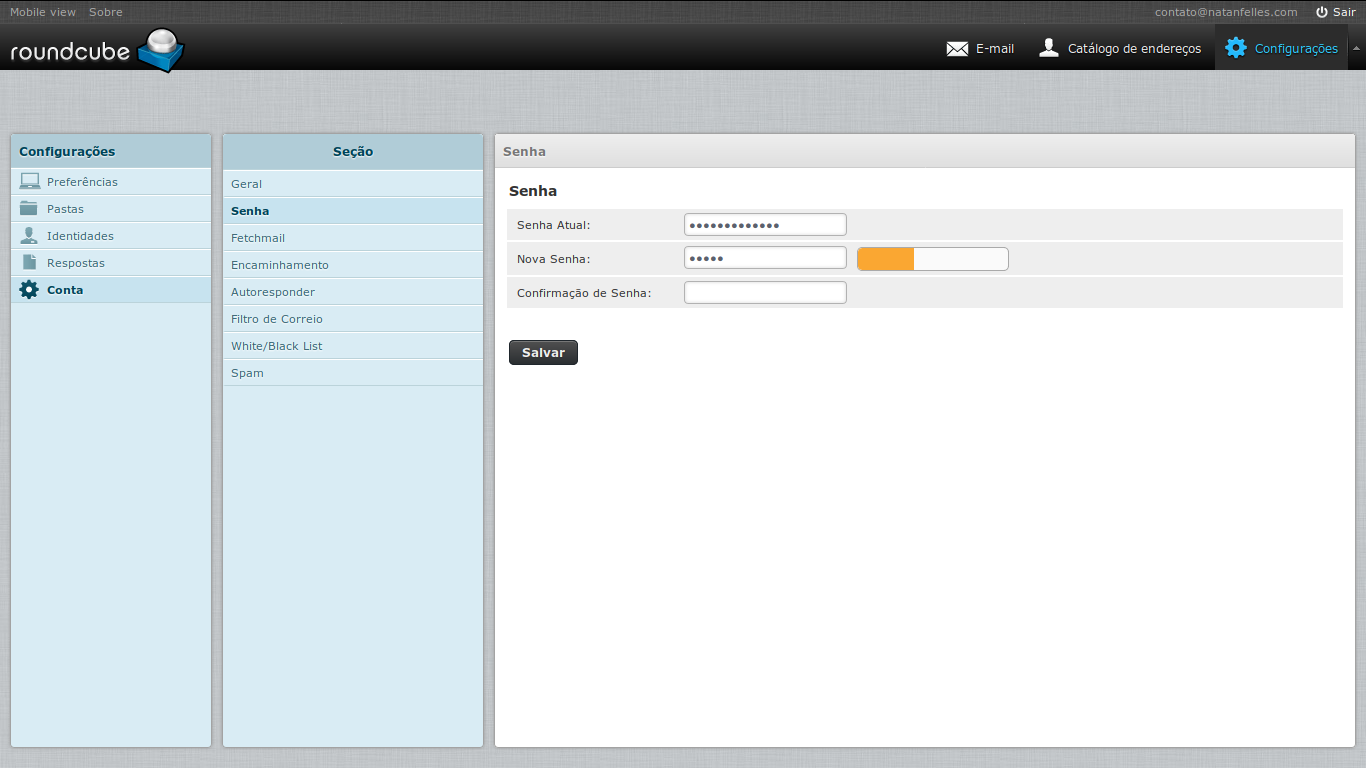 Mobile view Sobre
contato@natanfelles.com Sair
roundcube
E-mail Catálogo de endereços Configurações
Configurações
Preferências
Pastas
Identidades
Respostas
Conta
Seção
Geral
Senha
Fetchmail
Encaminhamento
Autoresponder
Filtro de Correio
White/Black List
Spam
Senha
Senha
Senha Atual: •••••••••••••
Nova Senha: •••••
Confirmação de Senha:
Salvar